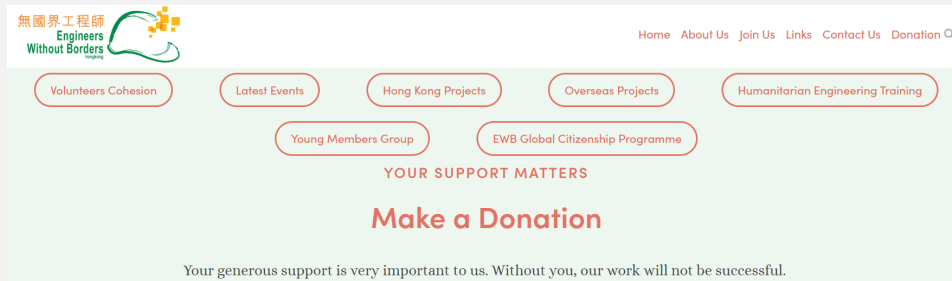 無國界工程師
Engineers
Without Borders
hongkong
Home About Us Join Us Links Contact Us Donation
Volunteers Cohesion Latest Events Hong Kong Projects Overseas Projects Humanitarian Engineering Training
Young Members Group EWB Global Citizenship Programme
YOUR SUPPORT MATTERS
Make a Donation
Your generous support is very important to us. Without you, our work will not be successful.